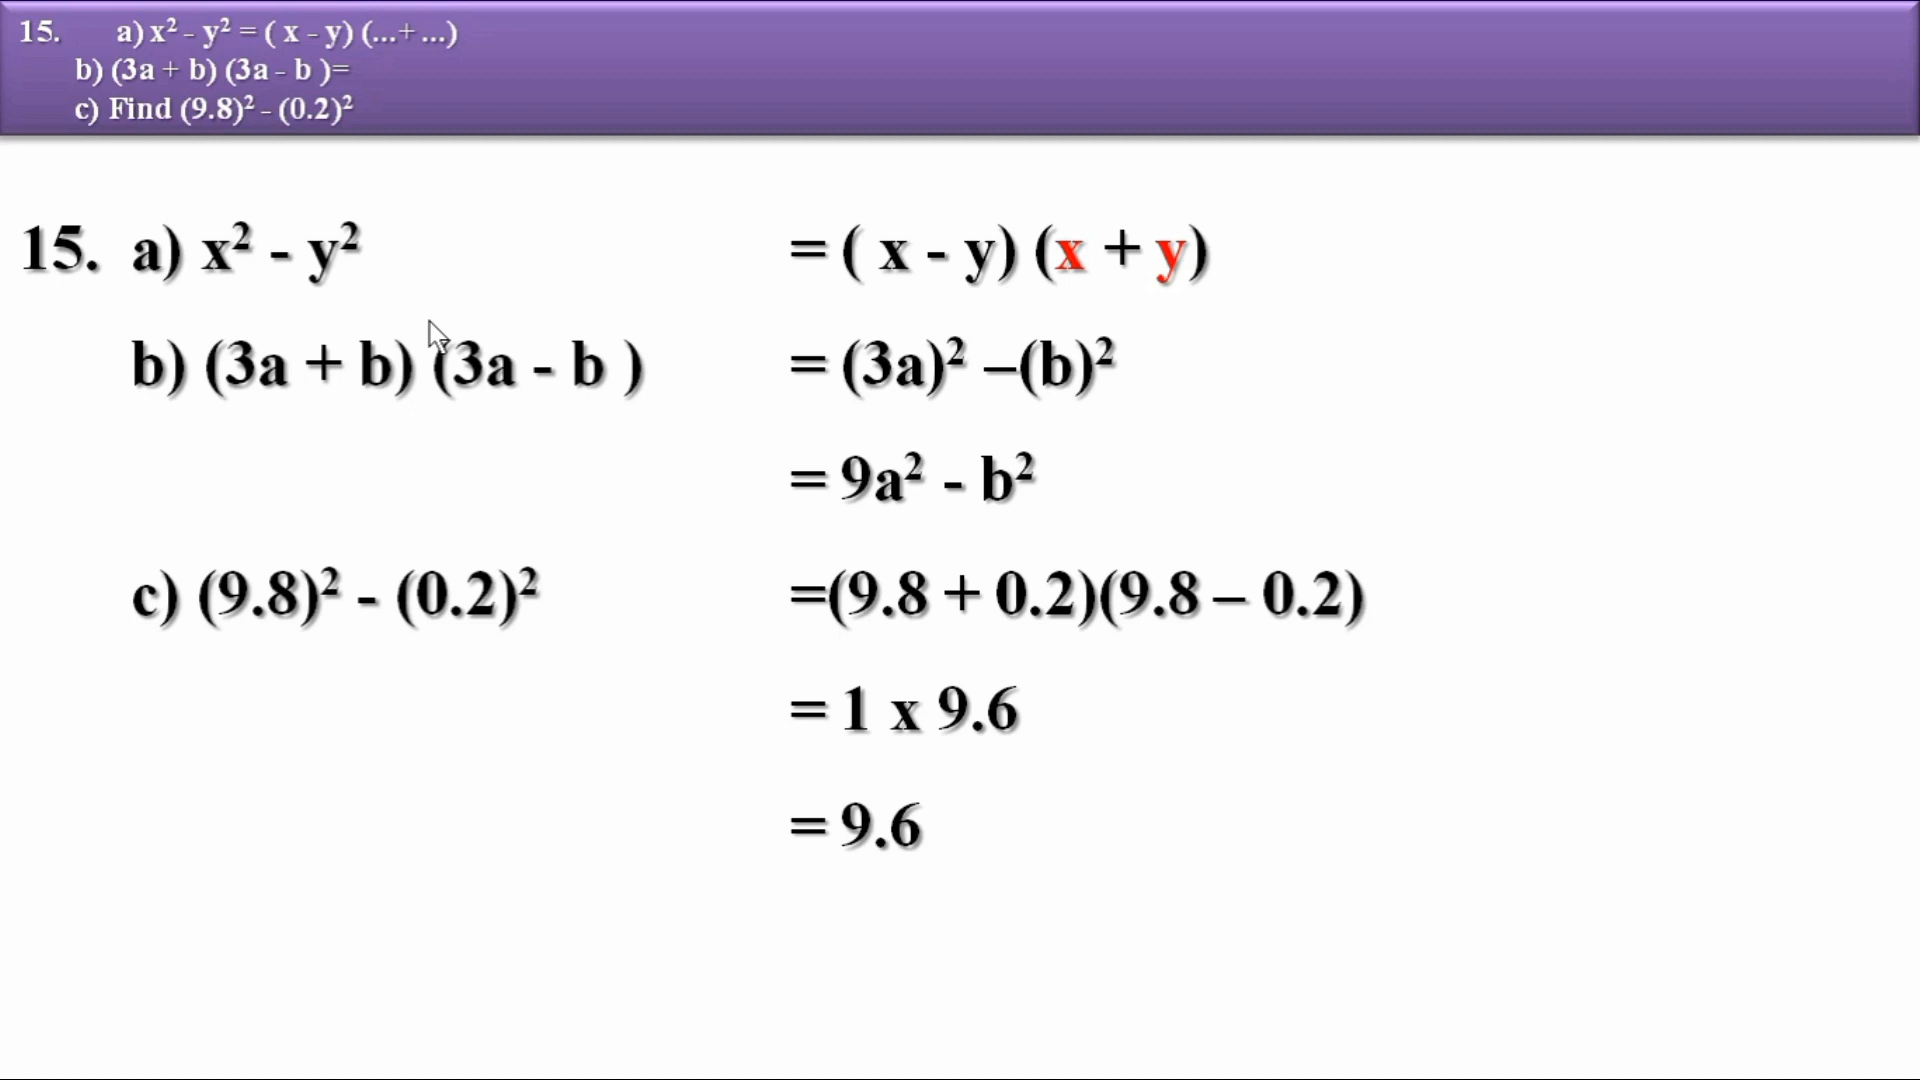 15. a) x² - y² = ( x - y) (...+ ...)
b) (3a + b) (3a - b )=
c) Find (9.8)² - (0.2)²
15. a) x² - y² = ( x - y) (x + y)
b) (3a + b) (3a - b ) = (3a)² –(b)²
= 9a² - b²
c) (9.8)² - (0.2)² =(9.8 + 0.2)(9.8 – 0.2)
= 1 x 9.6
= 9.6